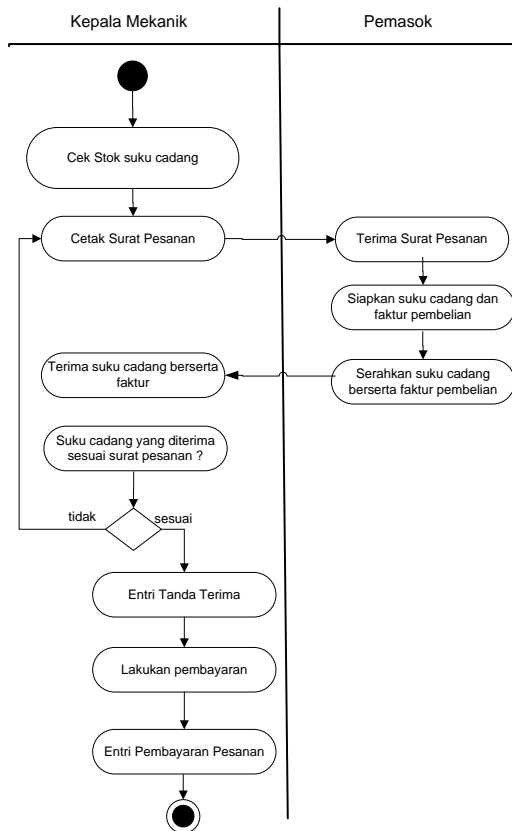 Kepala Mekanik
Pemasok
Cek Stok suku cadang
Cetak Surat Pesanan
Terima Surat Pesanan
Siapkan suku cadang dan
faktur pembelian
Terima suku cadang berserta
faktur
Serahkan suku cadang
berserta faktur pembelian
Suku cadang yang diterima
sesuai surat pesanan ?
tidak
sesuai
Entri Tanda Terima
Lakukan pembayaran
Entri Pembayaran Pesanan